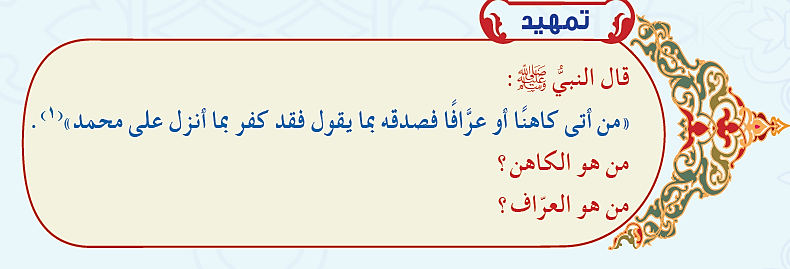 تمهيد
قال النبيُّ ﷺ :
«من أتى كاهنًا أو عرَّافًا فصدقه بما يقول فقد كفر بما أنزل على محمد»(١).
من هو الكاهن؟
من هو العرّاف؟